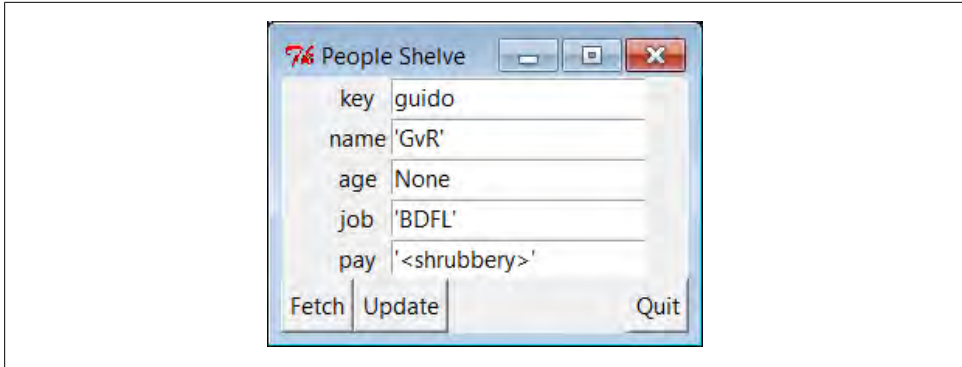 People Shelve
key guido
name 'GvR'
age None
job 'BDFL'
pay '<shrubbery>'
Fetch Update Quit